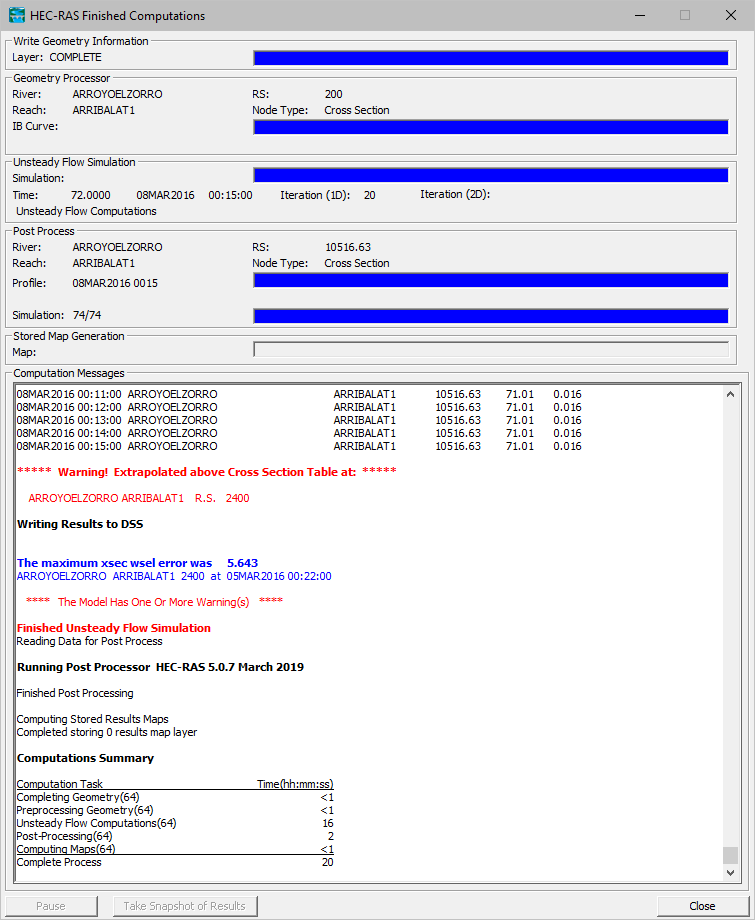 HEC-RAS Finished Computations
Write Geometry Information
Layer: COMPLETE
Geometry Processor
River: ARROYOELZORRO RS: 200
Reach: ARRIBALAT1 Node Type: Cross Section
IB Curve:
Unsteady Flow Simulation
Simulation:
Time: 72.0000 08MAR2016 00:15:00 Iteration (1D): 20 Iteration (2D):
Unsteady Flow Computations
Post Process
River: ARROYOELZORRO RS: 10516.63
Reach: ARRIBALAT1 Node Type: Cross Section
Profile: 08MAR2016 0015
Simulation: 74/74
Stored Map Generation
Map:
Computation Messages
08MAR2016 00:11:00 ARROYOELZORRO ARRIBALAT1 10516.63 71.01 0.016
08MAR2016 00:12:00 ARROYOELZORRO ARRIBALAT1 10516.63 71.01 0.016
08MAR2016 00:13:00 ARROYOELZORRO ARRIBALAT1 10516.63 71.01 0.016
08MAR2016 00:14:00 ARROYOELZORRO ARRIBALAT1 10516.63 71.01 0.016
08MAR2016 00:15:00 ARROYOELZORRO ARRIBALAT1 10516.63 71.01 0.016
***** Warning! Extrapolated above Cross Section Table at: *****
ARROYOELZORRO ARRIBALAT1 R.S. 2400
Writing Results to DSS
The maximum xsec wsel error was 5.643
ARROYOELZORRO ARRIBALAT1 2400 at 05MAR2016 00:22:00
**** The Model Has One Or More Warning(s) ****
Finished Unsteady Flow Simulation
Reading Data for Post Process
Running Post Processor HEC-RAS 5.0.7 March 2019
Finished Post Processing
Computing Stored Results Maps
Completed storing 0 results map layer
Computations Summary
Computation Task Time(hh:mm:ss)
Completing Geometry(64) <1
Preprocessing Geometry(64) <1
Unsteady Flow Computations(64) 16
Post-Processing(64) 2
Computing Maps(64) <1
Complete Process 20
Pause Take Snapshot of Results Close